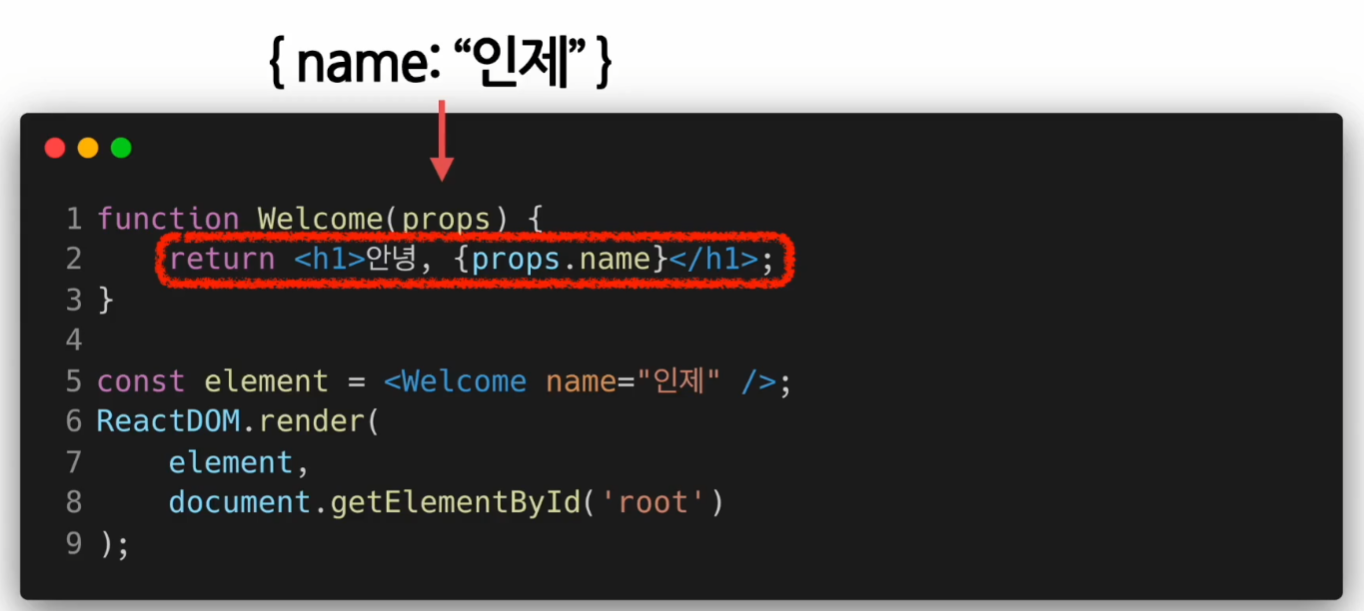 { name: “인제” }
1 function Welcome(props) {
2     return <h1>안녕, {props.name}</h1>;
3 }
4
5 const element = <Welcome name="인제" />;
6 ReactDOM.render(
7     element,
8     document.getElementById('root')
9 );